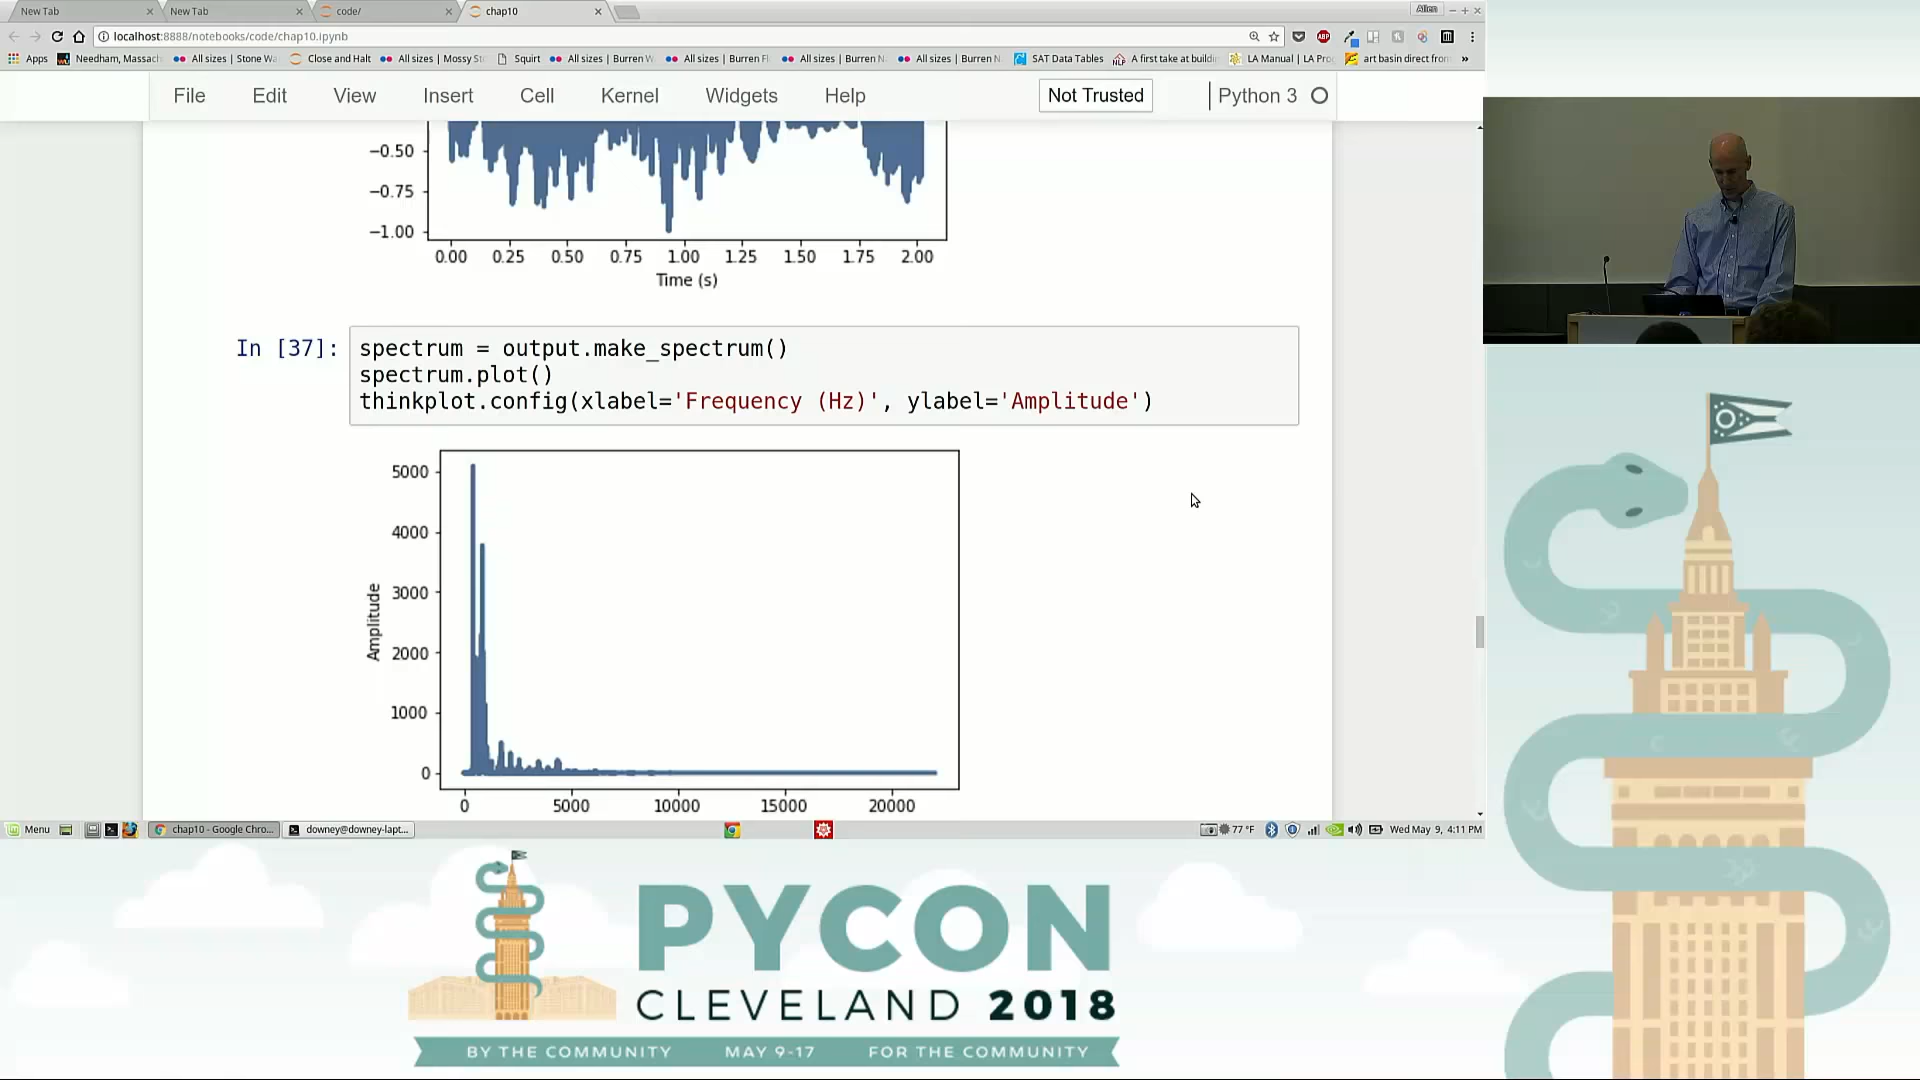 New Tab
New Tab
code/
chap10
Allen
localhost:8888/notebooks/code/chap10.ipynb
Apps
Needham, Massach
All sizes | Stone Wa
Close and Halt
All sizes | Mossy Sto
Squirt
All sizes | Burren W
All sizes | Burren Fl
All sizes | Burren N
All sizes | Burren N
SAT Data Tables
A first take at buildin
LA Manual | LA Pro
art basin direct from
»
File
Edit
View
Insert
Cell
Kernel
Widgets
Help
Not Trusted
Python 3
−0.50
−0.75
−1.00
0.00 0.25 0.50 0.75 1.00 1.25 1.50 1.75 2.00
Time (s)
In [37]:
spectrum = output.make_spectrum()
spectrum.plot()
thinkplot.config(xlabel='Frequency (Hz)', ylabel='Amplitude')
5000
4000
3000
2000
1000
0
Amplitude
0 5000 10000 15000 20000
Menu
chap10 - Google Chro...
downey@downey-lapt...
77 °F
Wed May 9, 4:11 PM
PYCON
CLEVELAND 2018
BY THE COMMUNITY MAY 9-17 FOR THE COMMUNITY